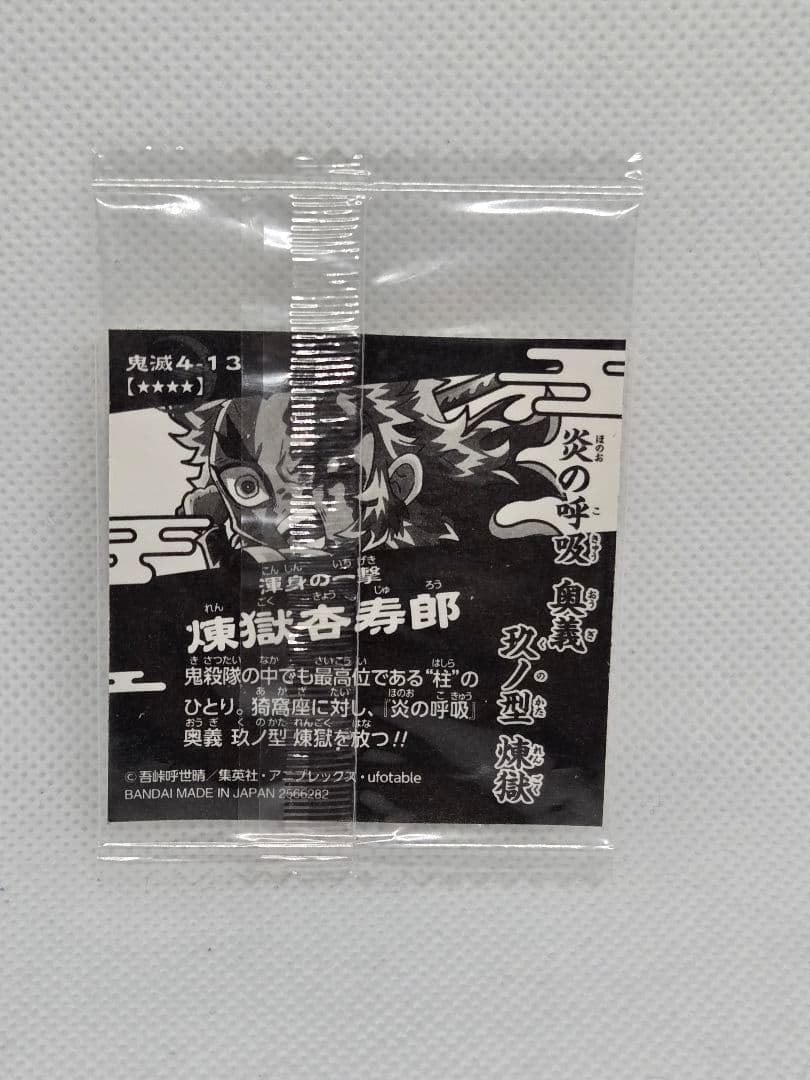 鬼滅4-13
【★★★★】
炎の呼吸 奥義
玖ノ型 煉獄
渾身の一撃
煉獄杏寿郎
鬼殺隊の中でも最高位である“柱”の
ひとり。猗窩座に対し、『炎の呼吸』
奥義 玖ノ型 煉獄を放つ!!
©吾峠呼世晴／集英社・アニプレックス・ufotable
BANDAI MADE IN JAPAN 2566282